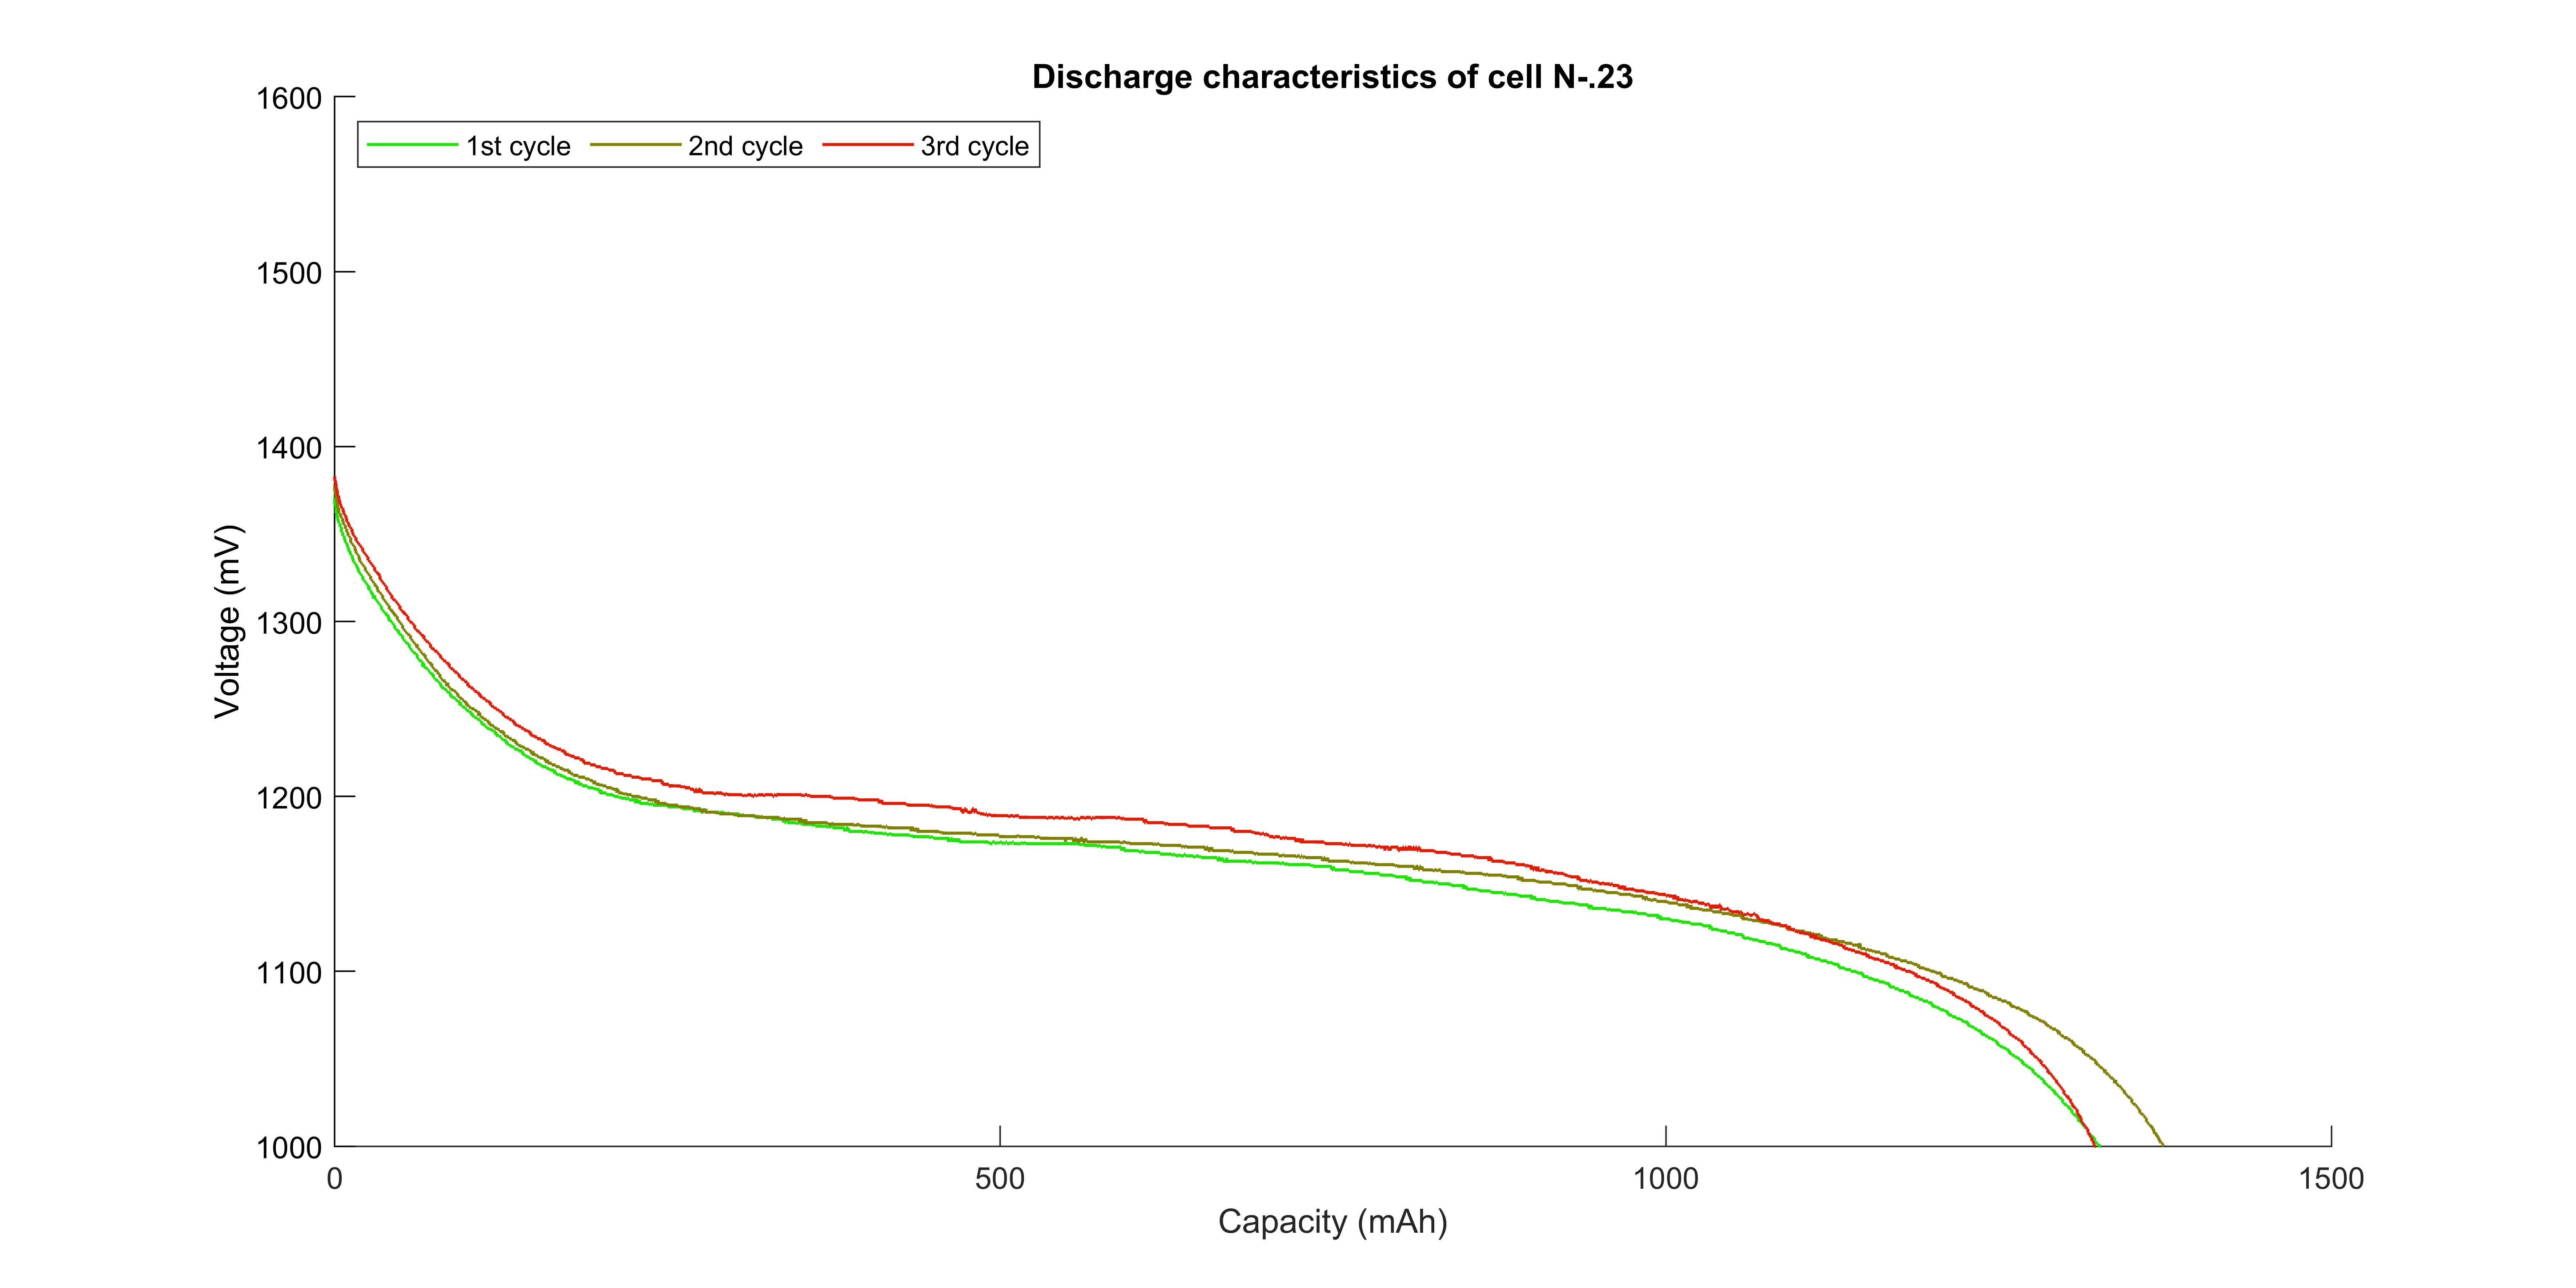 Discharge characteristics of cell N-.23
1600
1st cycle 2nd cycle 3rd cycle
1500
1400
1300
1200
1100
1000
Voltage (mV)
0 500 1000 1500
Capacity (mAh)